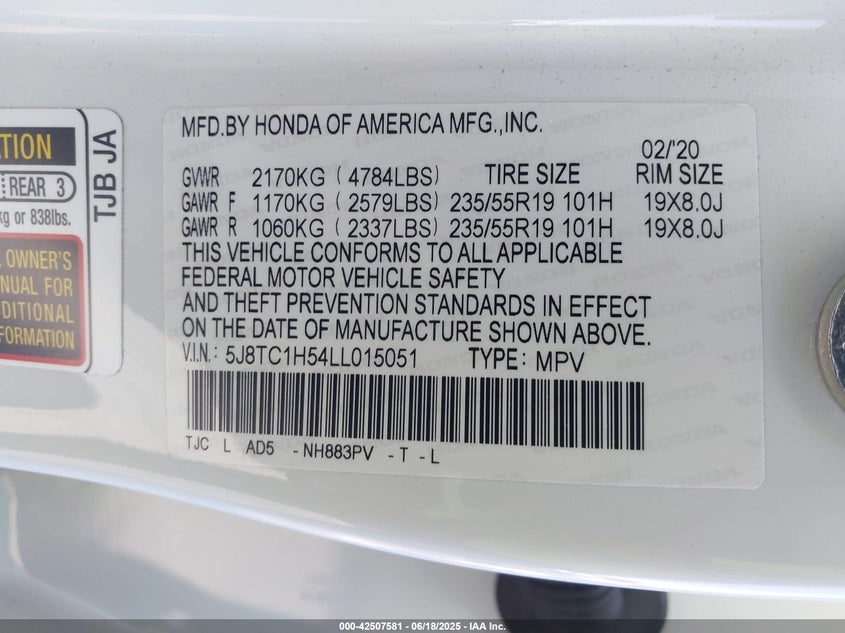 ATION
REAR 3
kg or 838lbs.
OWNER'S
NUAL FOR
DITIONAL
FORMATION
TJB JA
MFD.BY HONDA OF AMERICA MFG.,INC.
02/'20
GVWR 2170KG (4784LBS) TIRE SIZE RIM SIZE
GAWR F 1170KG (2579LBS) 235/55R19 101H 19X8.0J
GAWR R 1060KG (2337LBS) 235/55R19 101H 19X8.0J
THIS VEHICLE CONFORMS TO ALL APPLICABLE
FEDERAL MOTOR VEHICLE SAFETY
AND THEFT PREVENTION STANDARDS IN EFFECT
ON THE DATE OF MANUFACTURE SHOWN ABOVE.
V.I.N.: 5J8TC1H54LL015051 TYPE: MPV
TJC L AD5 -NH883PV -T -L
000-42507581 - 06/18/2025 - IAA Inc.